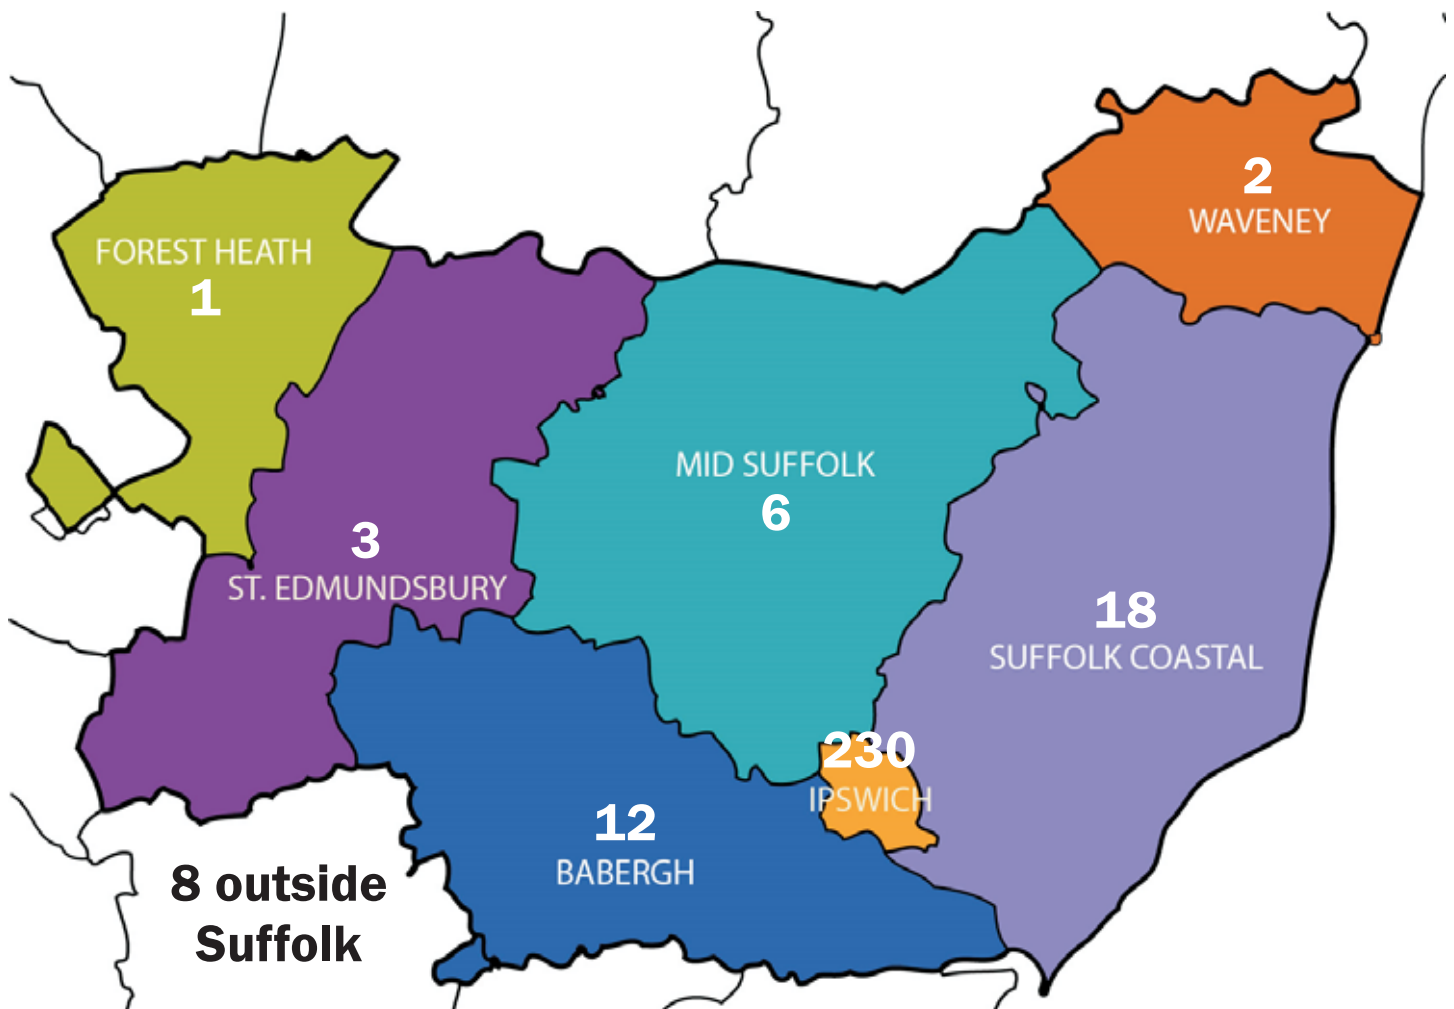 2
WAVENEY
FOREST HEATH
1
MID SUFFOLK
6
3
ST. EDMUNDSBURY
18
SUFFOLK COASTAL
230
IPSWICH
12
BABERGH
8 outside
Suffolk